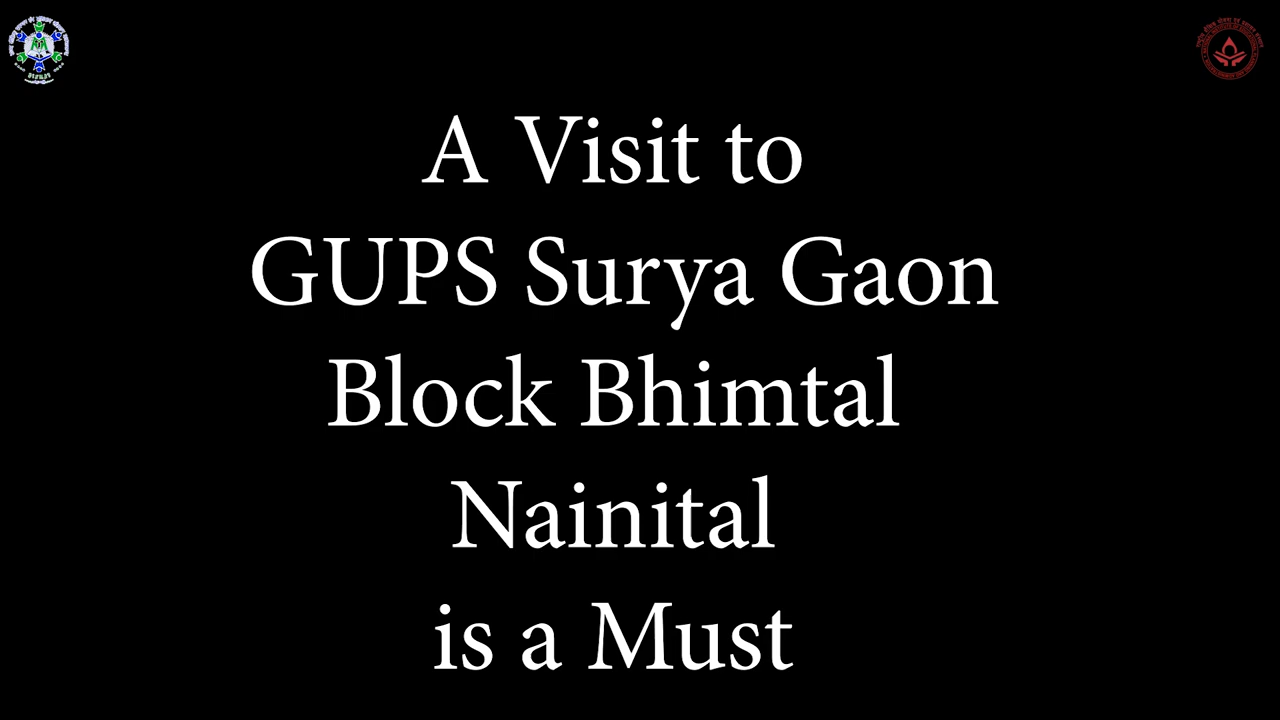 A Visit to
GUPS Surya Gaon
Block Bhimtal
Nainital
is a Must